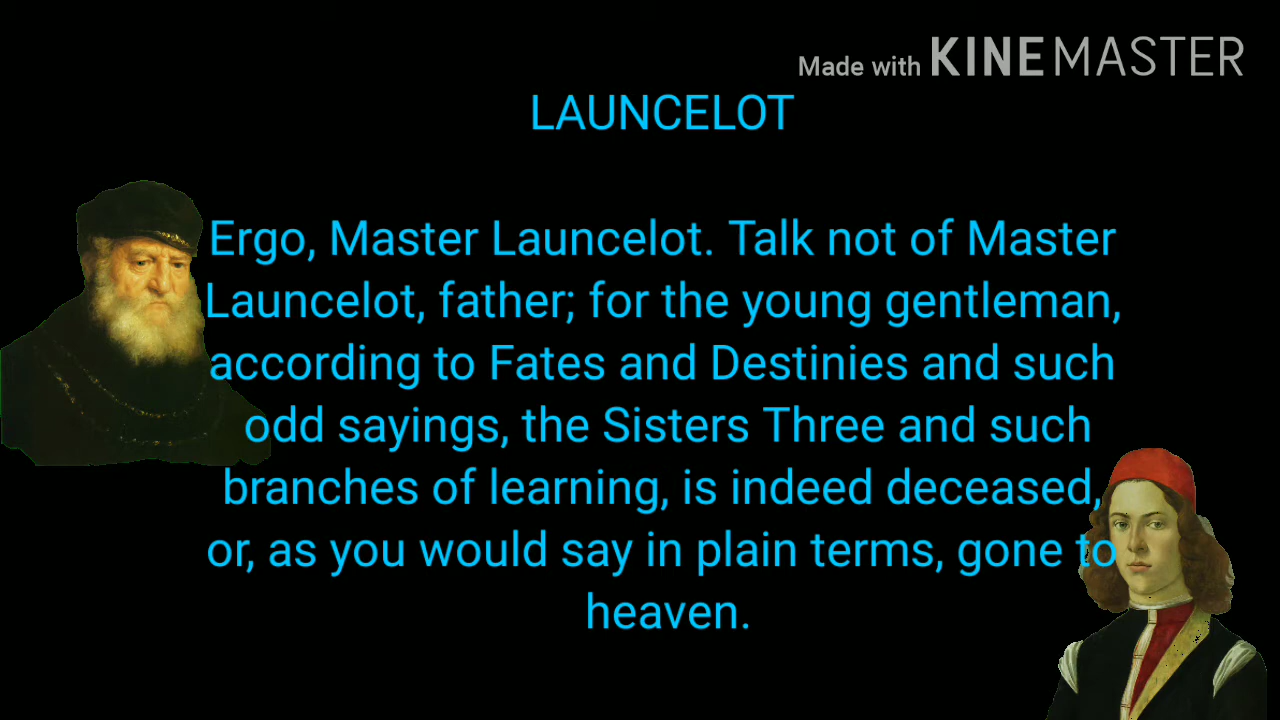 Made with KINEMASTER
LAUNCELOT
Ergo, Master Launcelot. Talk not of Master
Launcelot, father; for the young gentleman,
according to Fates and Destinies and such
odd sayings, the Sisters Three and such
branches of learning, is indeed deceased,
or, as you would say in plain terms, gone to
heaven.